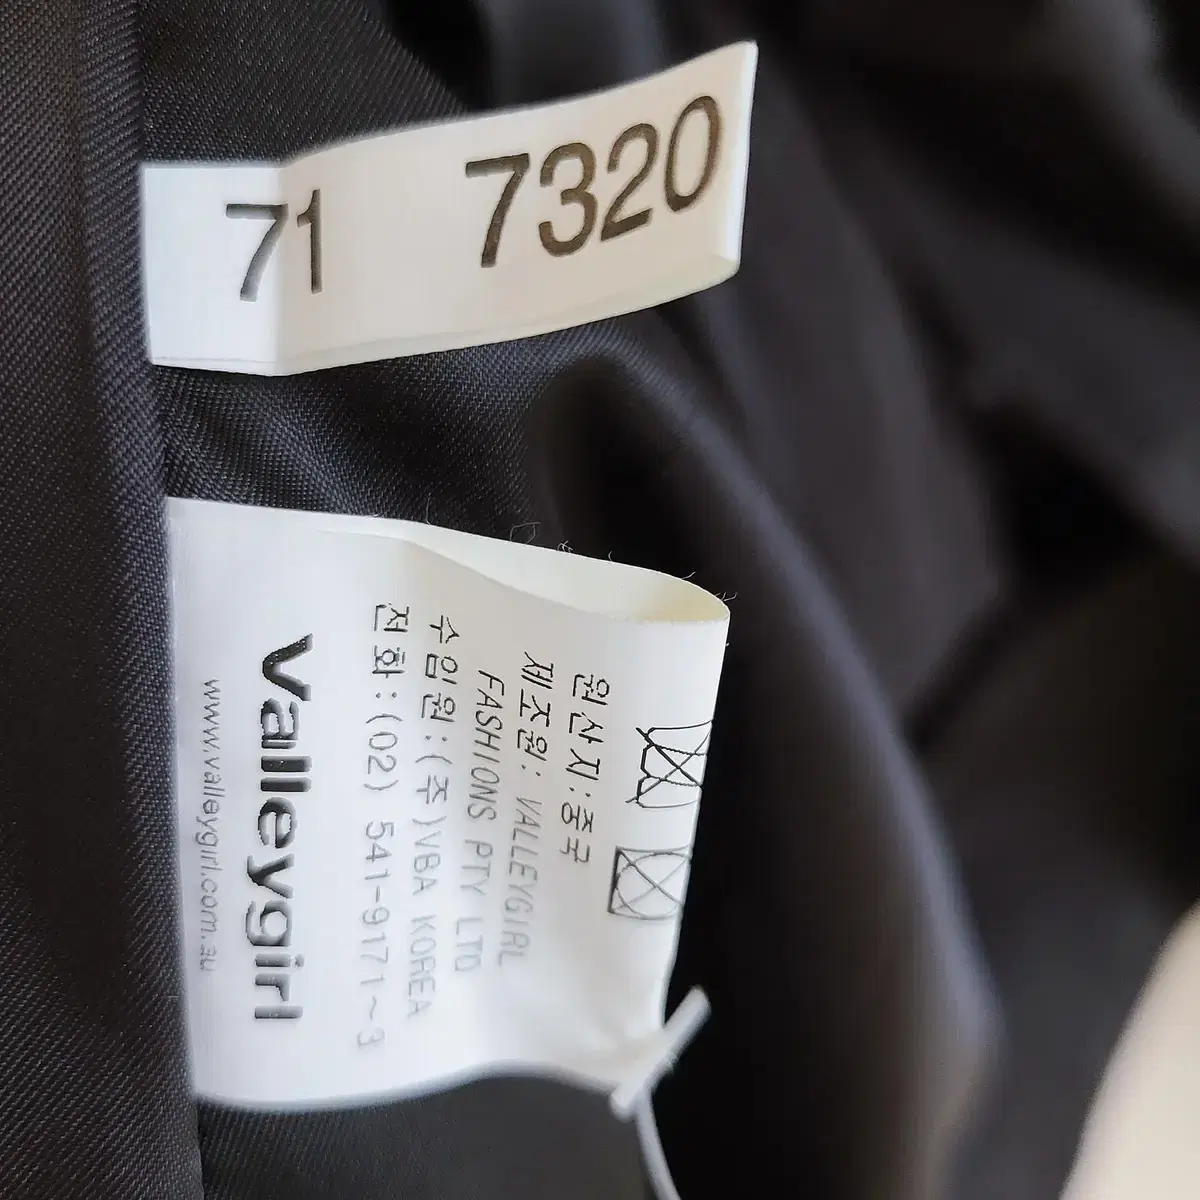 71 7320
원산지:중국
제조원: VALLEYGIRL
FASHIONS PTY LTD
수입원:(주)VBA KOREA
전화:(02) 541-9171~3
Valleygirl
www.valleygirl.com.au